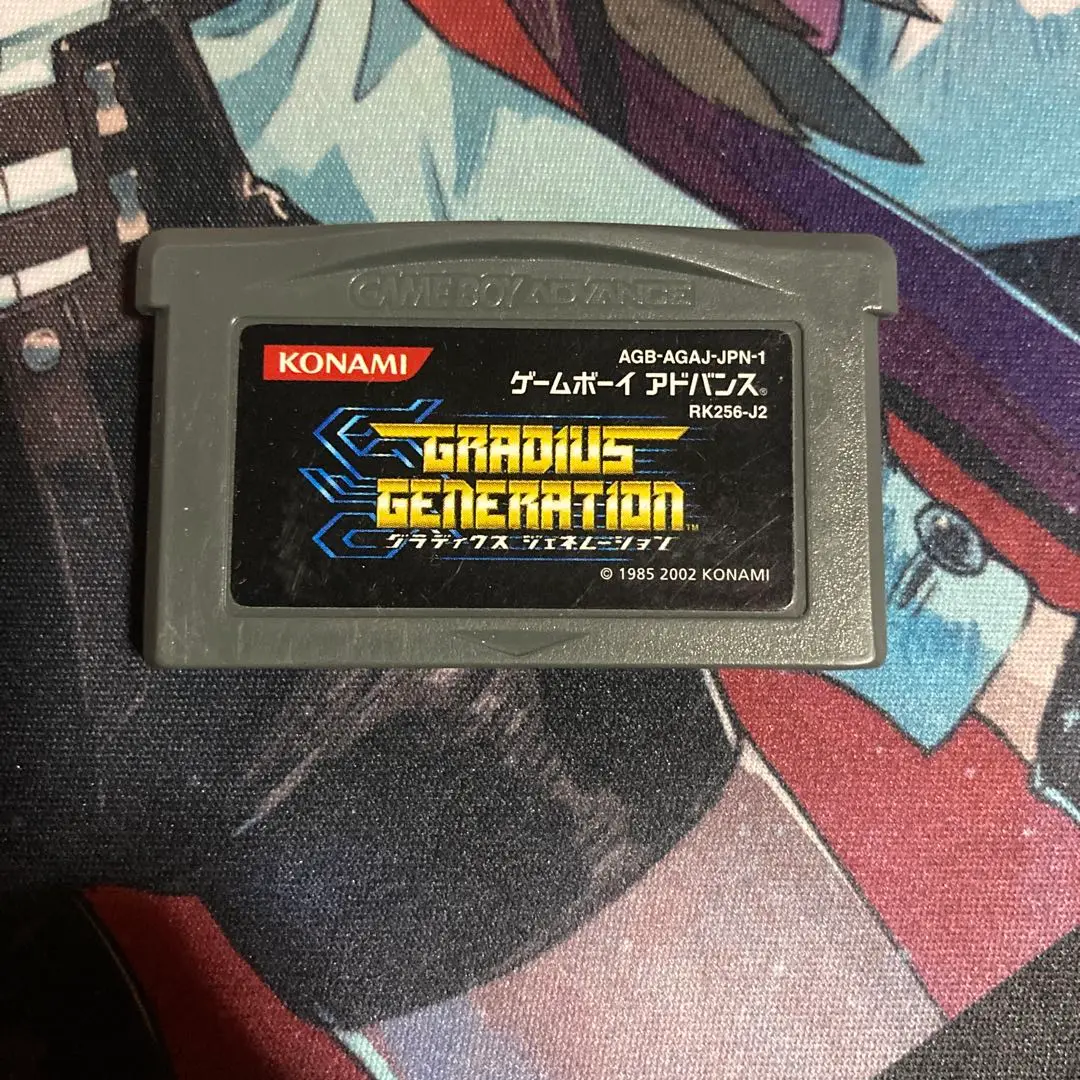 GAME BOY ADVANCE
KONAMI
AGB-AGAJ-JPN-1
ゲームボーイ アドバンス®
RK256-J2
GRADIUS
GENERATION™
グラディウス ジェネレーション
© 1985 2002 KONAMI